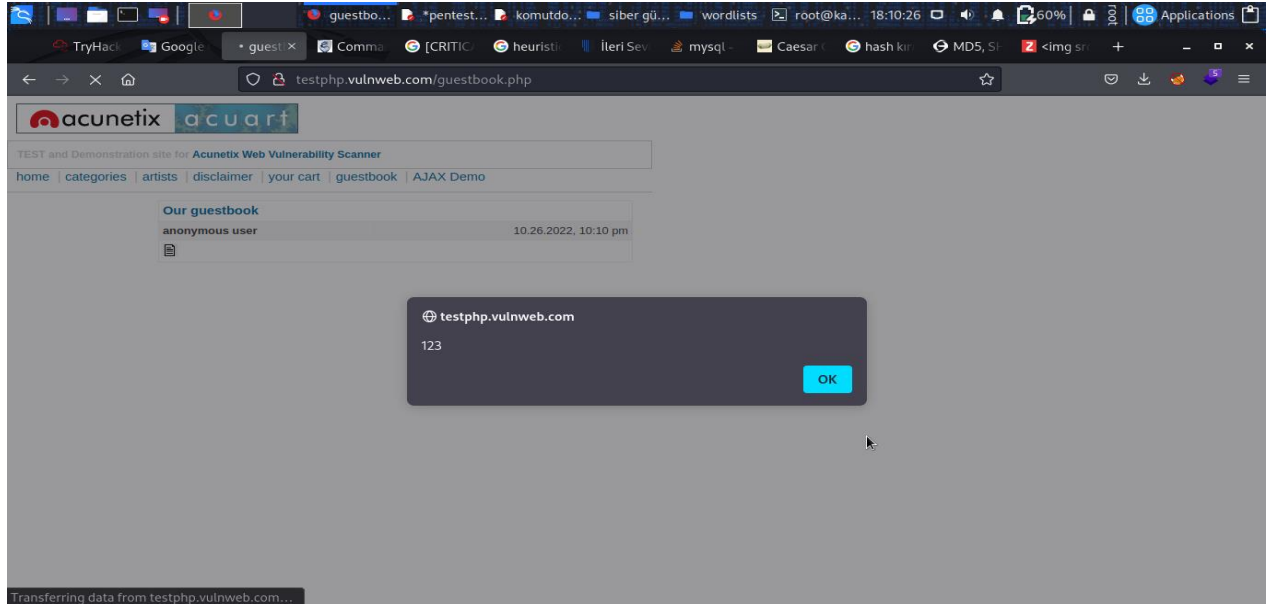 guestbo... *pentest... komutdo... siber gü... wordlists root@ka... 18:10:26 60% root Applications
TryHack Google guest Comma [CRITICA heuristic İleri Sev mysql - Caesar hash kır MD5, SH <img src
testphp.vulnweb.com/guestbook.php
acunetix acuart
TEST and Demonstration site for Acunetix Web Vulnerability Scanner
home | categories | artists | disclaimer | your cart | guestbook | AJAX Demo
Our guestbook
anonymous user 10.26.2022, 10:10 pm
testphp.vulnweb.com
123
OK
Transferring data from testphp.vulnweb.com...